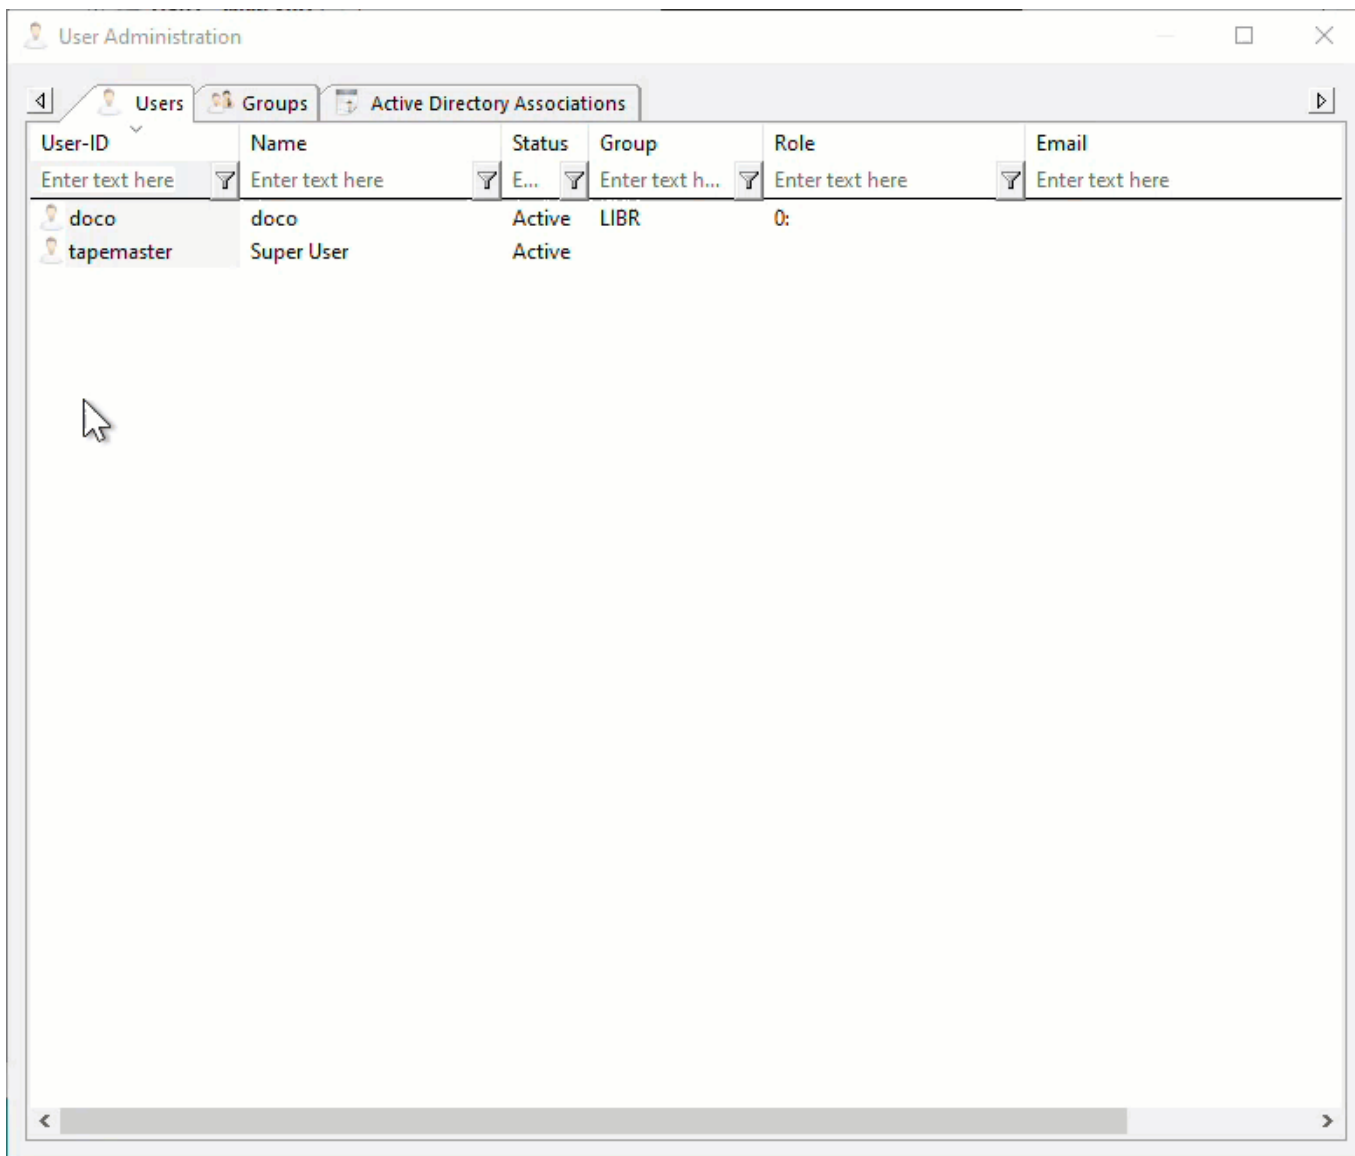 User Administration
Users Groups Active Directory Associations
User-ID Name Status Group Role Email
Enter text here Enter text here E... Enter text h... Enter text here Enter text here
doco doco Active LIBR 0:
tapemaster Super User Active